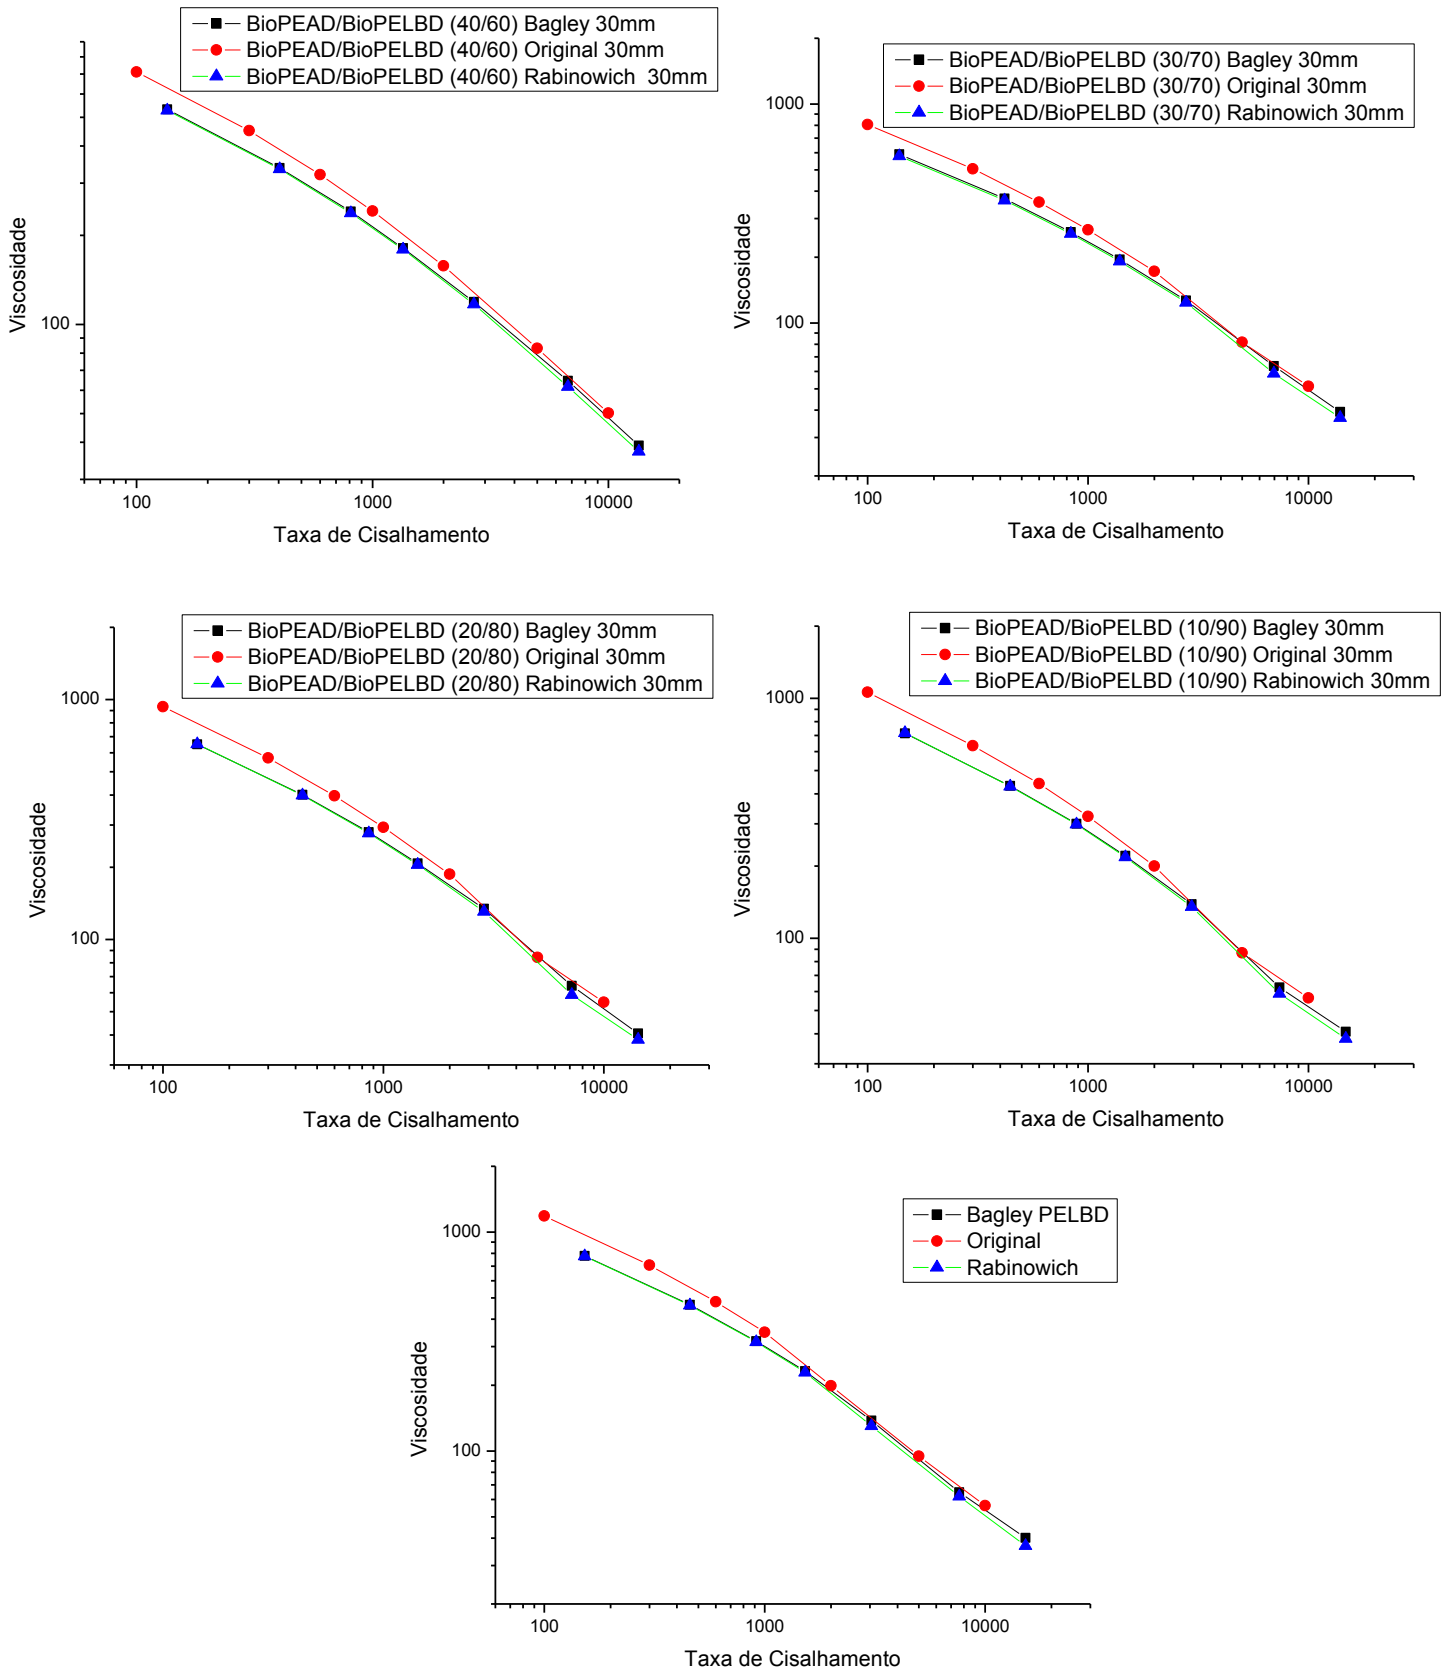 BioPEAD/BioPELBD (40/60) Bagley 30mm
BioPEAD/BioPELBD (40/60) Original 30mm
BioPEAD/BioPELBD (40/60) Rabinowich 30mm
Viscosidade
100
100
1000
10000
Taxa de Cisalhamento
BioPEAD/BioPELBD (30/70) Bagley 30mm
BioPEAD/BioPELBD (30/70) Original 30mm
BioPEAD/BioPELBD (30/70) Rabinowich 30mm
Viscosidade
1000
100
100
1000
10000
Taxa de Cisalhamento
BioPEAD/BioPELBD (20/80) Bagley 30mm
BioPEAD/BioPELBD (20/80) Original 30mm
BioPEAD/BioPELBD (20/80) Rabinowich 30mm
Viscosidade
1000
100
100
1000
10000
Taxa de Cisalhamento
BioPEAD/BioPELBD (10/90) Bagley 30mm
BioPEAD/BioPELBD (10/90) Original 30mm
BioPEAD/BioPELBD (10/90) Rabinowich 30mm
Viscosidade
1000
100
100
1000
10000
Taxa de Cisalhamento
Bagley PELBD
Original
Rabinowich
Viscosidade
1000
100
100
1000
10000
Taxa de Cisalhamento